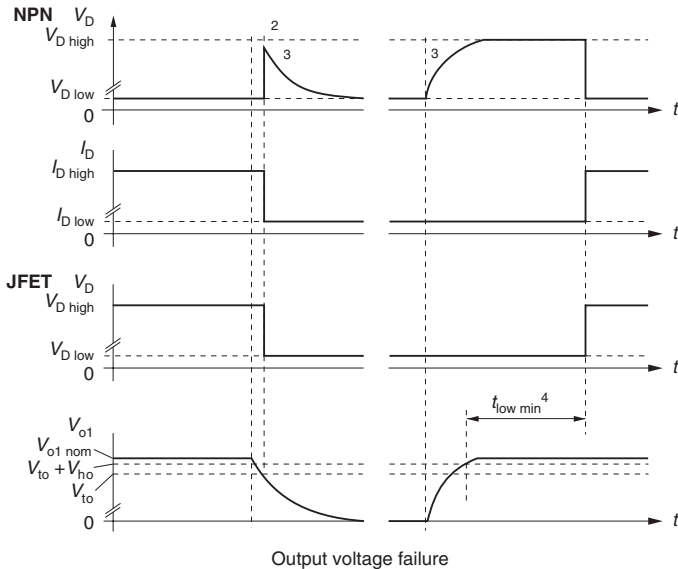 NPN V_D
2
V_D high
3
3
V_D low
0
t
I_D
I_D high
I_D low
0
t
JFET V_D
V_D high
V_D low
0
t
t_low min^4
V_o1
V_o1 nom
V_to + V_ho
V_to
0
t
Output voltage failure